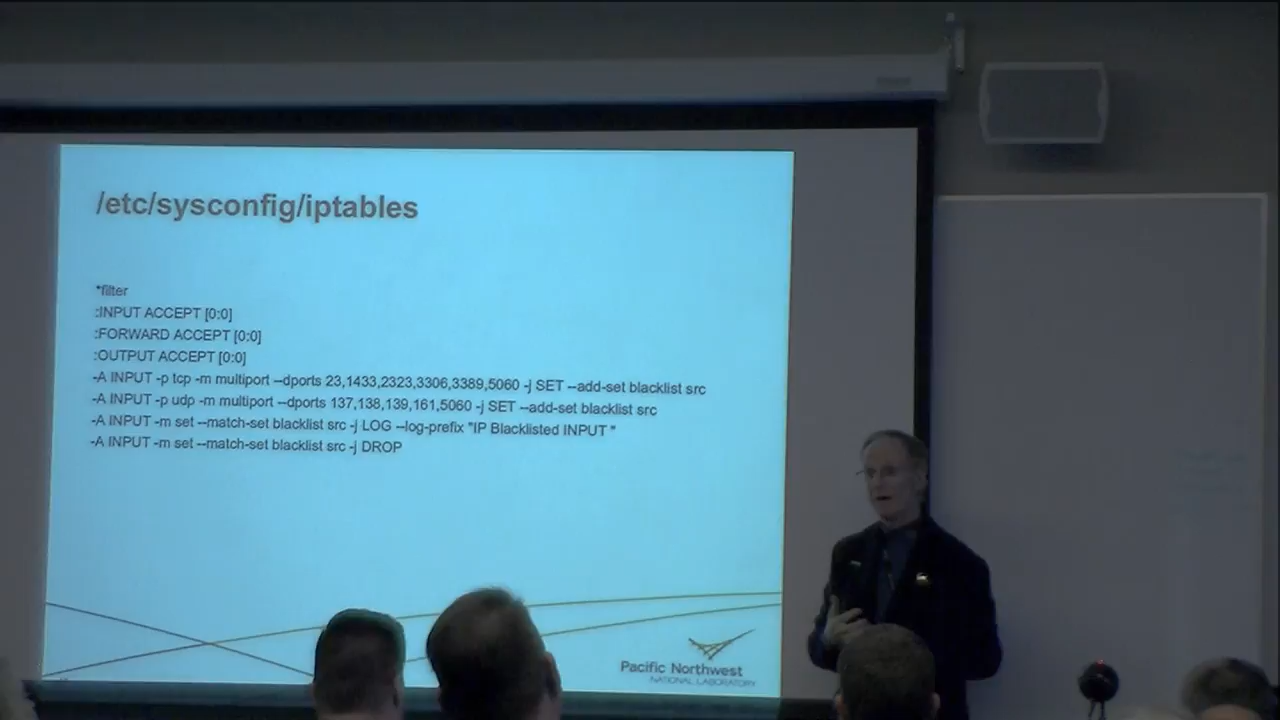 /etc/sysconfig/iptables
*filter
:INPUT ACCEPT [0:0]
:FORWARD ACCEPT [0:0]
:OUTPUT ACCEPT [0:0]
-A INPUT -p tcp -m multiport --dports 23,1433,2323,3306,3389,5060 -j SET --add-set blacklist src
-A INPUT -p udp -m multiport --dports 137,138,139,161,5060 -j SET --add-set blacklist src
-A INPUT -m set --match-set blacklist src -j LOG --log-prefix "IP Blacklisted INPUT "
-A INPUT -m set --match-set blacklist src -j DROP
Pacific Northwest
NATIONAL LABORATORY